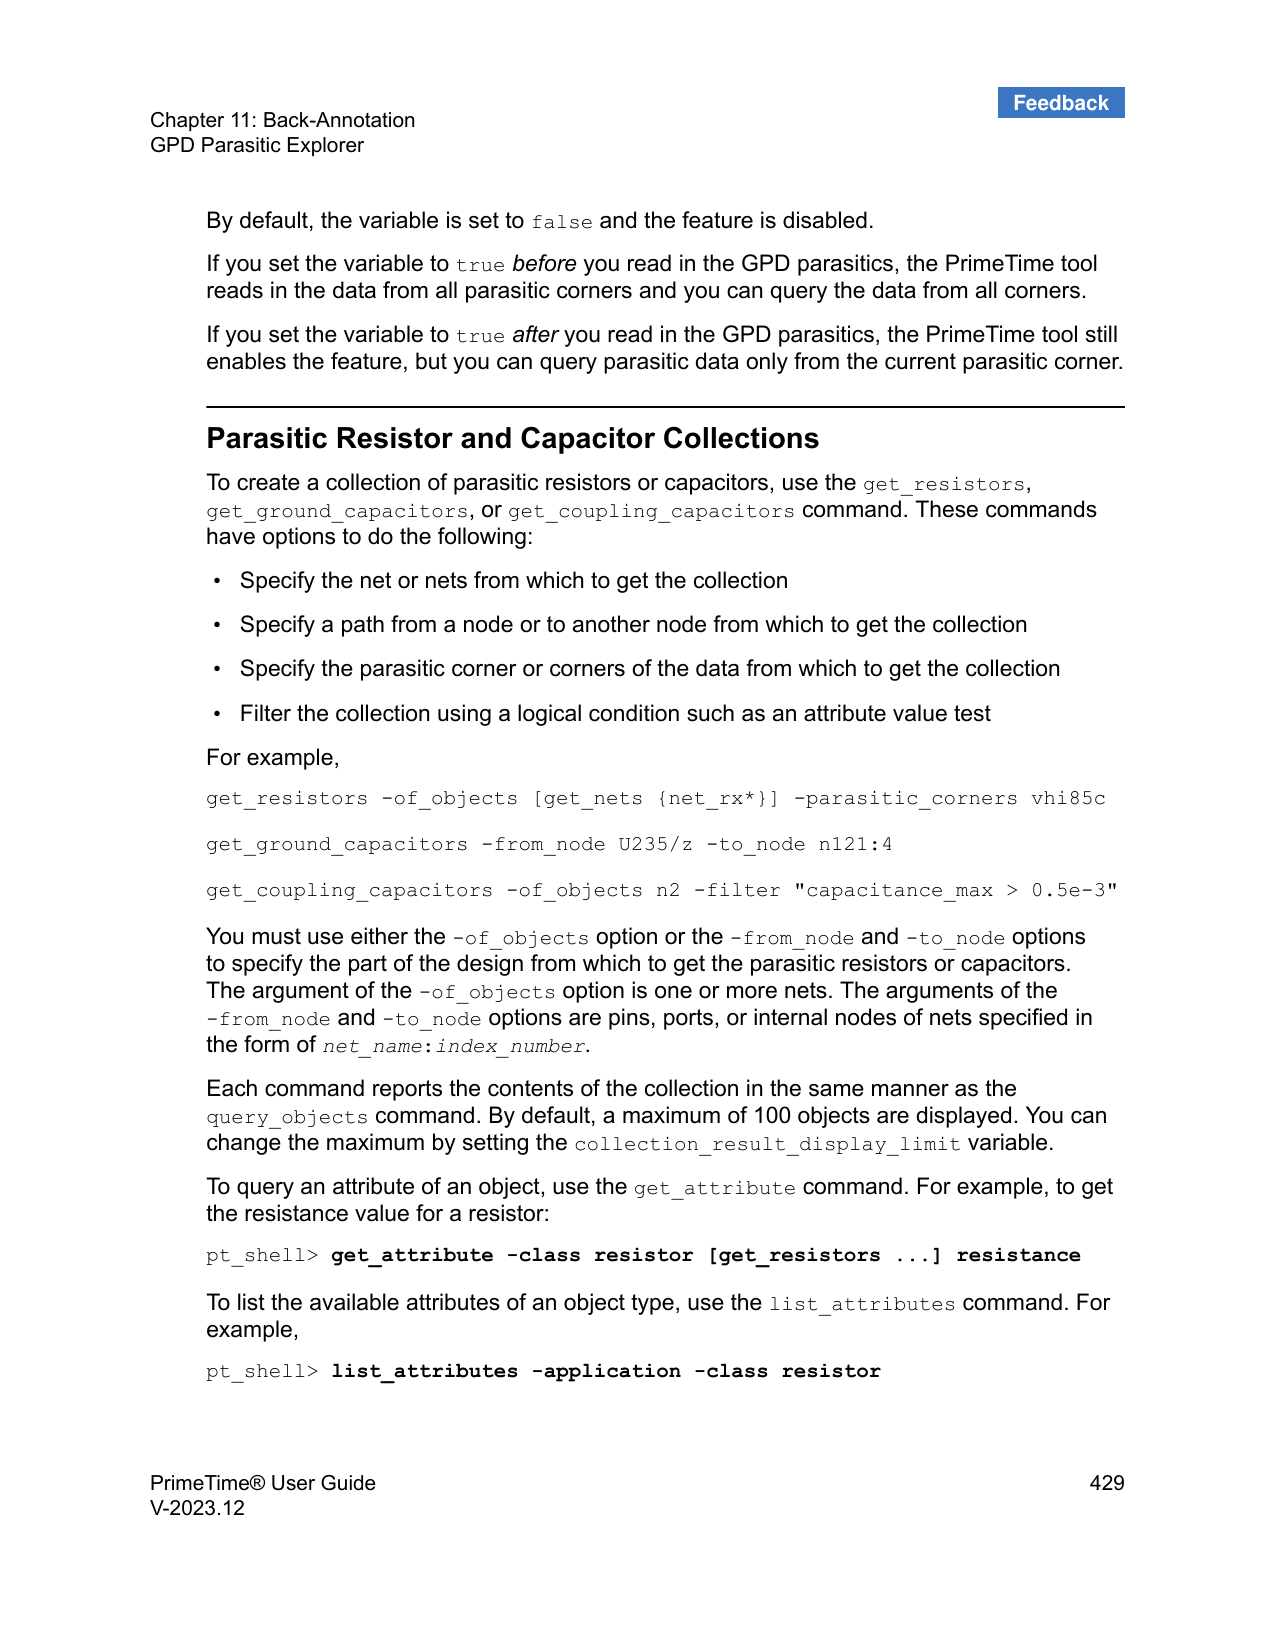 Feedback
Chapter 11: Back-Annotation
GPD Parasitic Explorer
By default, the variable is set to false and the feature is disabled.
If you set the variable to true before you read in the GPD parasitics, the PrimeTime tool
reads in the data from all parasitic corners and you can query the data from all corners.
If you set the variable to true after you read in the GPD parasitics, the PrimeTime tool still
enables the feature, but you can query parasitic data only from the current parasitic corner.
Parasitic Resistor and Capacitor Collections
To create a collection of parasitic resistors or capacitors, use the get_resistors,
get_ground_capacitors, or get_coupling_capacitors command. These commands
have options to do the following:
• Specify the net or nets from which to get the collection
• Specify a path from a node or to another node from which to get the collection
• Specify the parasitic corner or corners of the data from which to get the collection
• Filter the collection using a logical condition such as an attribute value test
For example,
get_resistors -of_objects [get_nets {net_rx*}] -parasitic_corners vhi85c
get_ground_capacitors -from_node U235/z -to_node n121:4
get_coupling_capacitors -of_objects n2 -filter "capacitance_max > 0.5e-3"
You must use either the -of_objects option or the -from_node and -to_node options
to specify the part of the design from which to get the parasitic resistors or capacitors.
The argument of the -of_objects option is one or more nets. The arguments of the
-from_node and -to_node options are pins, ports, or internal nodes of nets specified in
the form of net_name:index_number.
Each command reports the contents of the collection in the same manner as the
query_objects command. By default, a maximum of 100 objects are displayed. You can
change the maximum by setting the collection_result_display_limit variable.
To query an attribute of an object, use the get_attribute command. For example, to get
the resistance value for a resistor:
pt_shell> get_attribute -class resistor [get_resistors ...] resistance
To list the available attributes of an object type, use the list_attributes command. For
example,
pt_shell> list_attributes -application -class resistor
PrimeTime® User Guide
429
V-2023.12